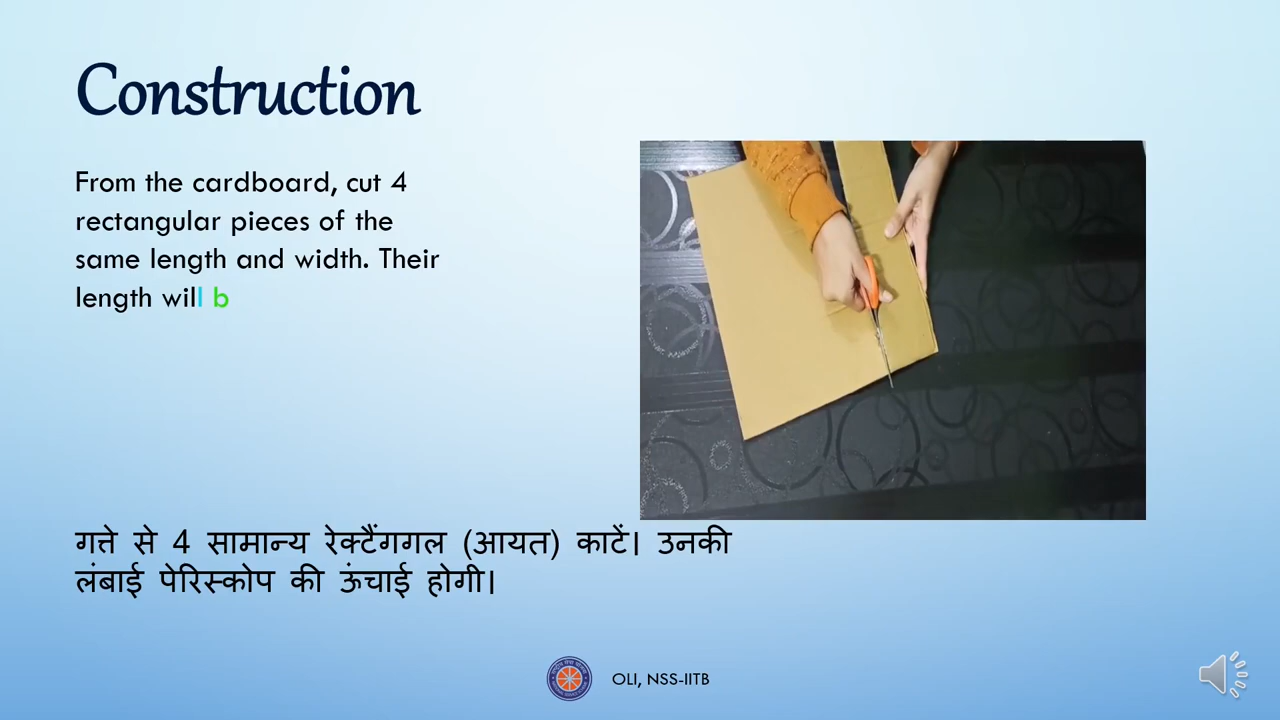 Construction
From the cardboard, cut 4
rectangular pieces of the
same length and width. Their
length will b
गत्ते से 4 सामान्य रेक्टैंगगल (आयत) काटें। उनकी
लंबाई पेरिस्कोप की ऊंचाई होगी।
OLI, NSS-IITB